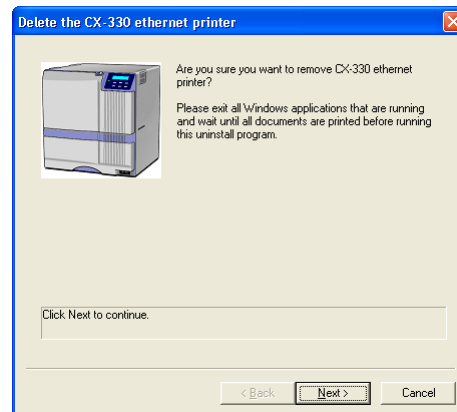 Delete the CX-330 ethernet printer
Are you sure you want to remove CX-330 ethernet
printer?
Please exit all Windows applications that are running
and wait until all documents are printed before running
this uninstall program.
Click Next to continue.
< Back
Next >
Cancel